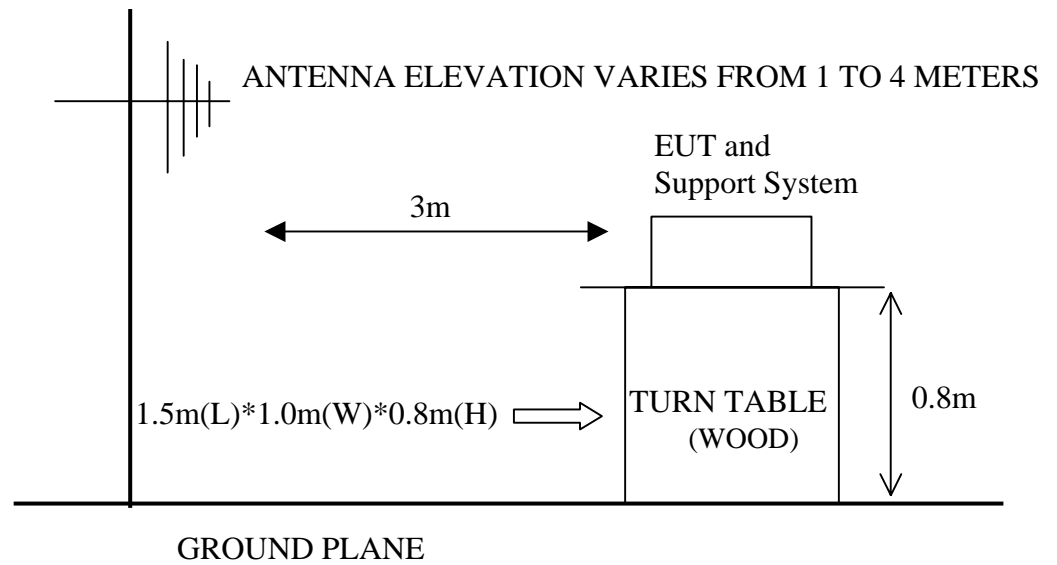 ANTENNA ELEVATION VARIES FROM 1 TO 4 METERS
EUT and
Support System
3m
1.5m(L)*1.0m(W)*0.8m(H)
TURN TABLE
(WOOD)
0.8m
GROUND PLANE